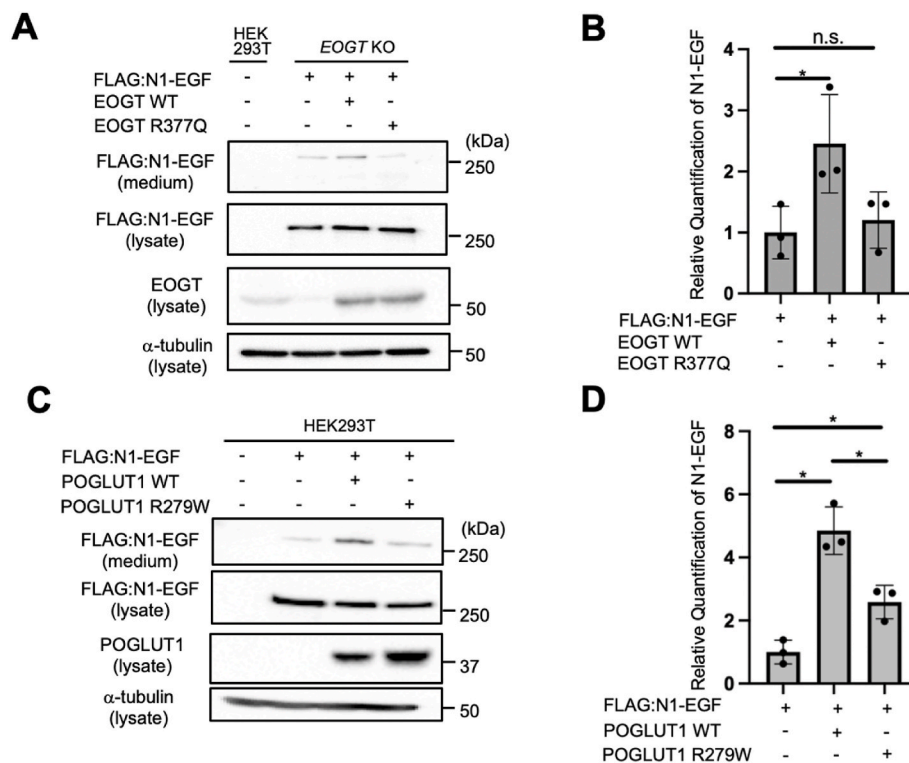 A
HEK
293T
EOGT KO
FLAG:N1-EGF - + + +
EOGT WT - - + -
EOGT R377Q - - - +
(kDa)
FLAG:N1-EGF
(medium)
250
FLAG:N1-EGF
(lysate)
250
EOGT
(lysate)
50
α-tubulin
(lysate)
50
B
Relative Quantification of N1-EGF
4
3
2
1
0
n.s.
*
FLAG:N1-EGF + + +
EOGT WT - + -
EOGT R377Q - - +
C
HEK293T
FLAG:N1-EGF - + + +
POGLUT1 WT - - + -
POGLUT1 R279W - - - +
(kDa)
FLAG:N1-EGF
(medium)
250
FLAG:N1-EGF
(lysate)
250
POGLUT1
(lysate)
37
α-tubulin
(lysate)
50
D
Relative Quantification of N1-EGF
8
6
4
2
0
*
*
*
FLAG:N1-EGF + + +
POGLUT1 WT - + -
POGLUT1 R279W - - +